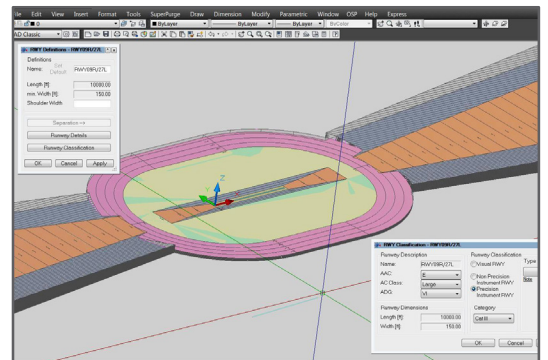 File Edit View Insert Format Tools SuperPurge Draw Dimension Modify Parametric Window OSP Help Express
0 ByLayer ByLayer ByLayer ByColor
AD Classic
RWY Definitions - RWY09R/27L
Definitions
Name: Set Default RWY09R/27L
Length [ft] 10000.00
min. Width [ft] 150.00
Shoulder Width
Separation -->
Runway Details
Runway Classification
OK Cancel Apply
Z
RWY Classification - RWY09R/27L
Runway Description Runway Classification Type
Name RWY09R/27L Visual RWY
AAC E Non Precision Instrument RWY
AC Class Large Precision Instrument RWY Note
ADG VI
Runway Dimensions Category
Length [ft] 10000.00 Cat III
Width [ft] 150.00
OK Cancel